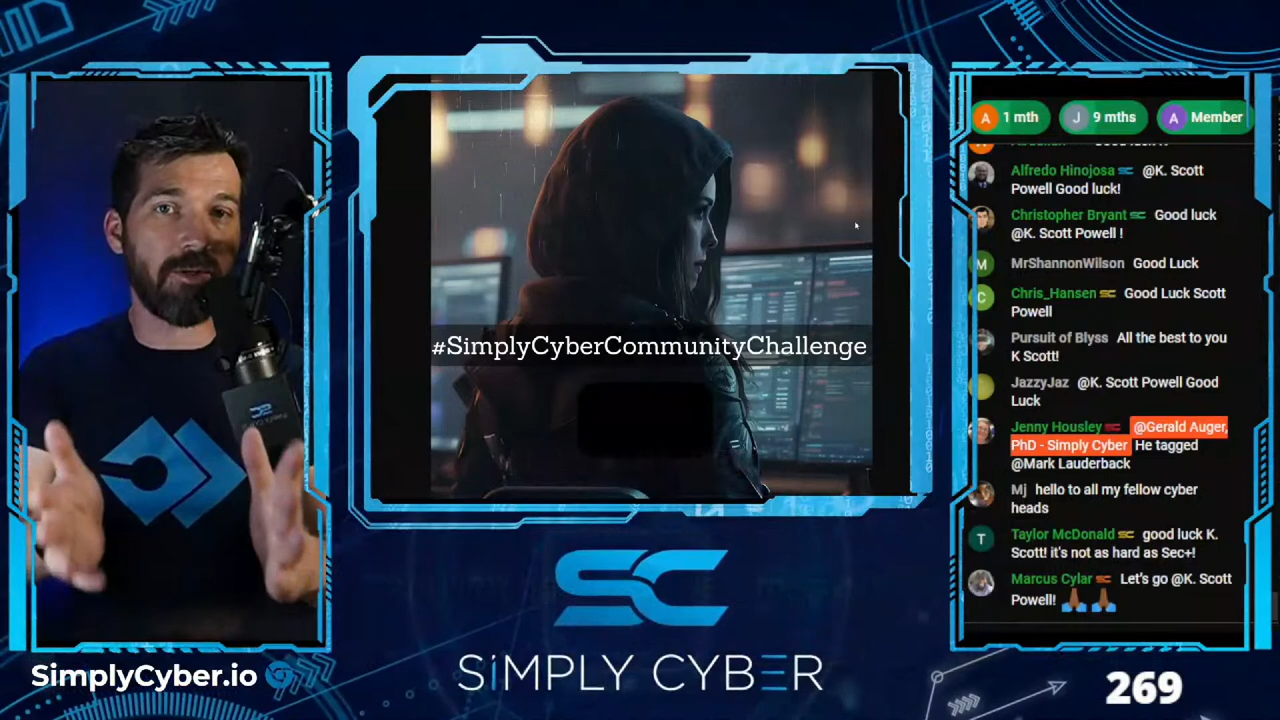 #SimplyCyberCommunityChallenge
SC
SIMPLY CYBER
SimplyCyber.io
A 1 mth
J 9 mths
A Member
Alfredo Hinojosa @K. Scott
Powell Good luck!
Christopher Bryant Good luck
@K. Scott Powell !
M MrShannonWilson Good Luck
C Chris_Hansen Good Luck Scott
Powell
Pursuit of Blyss All the best to you
K Scott!
JazzyJaz @K. Scott Powell Good
Luck
Jenny Housley @Gerald Auger,
PhD - Simply Cyber He tagged
@Mark Lauderback
Mj hello to all my fellow cyber
heads
T Taylor McDonald good luck K.
Scott! it's not as hard as Sec+!
Marcus Cylar Let's go @K. Scott
Powell!
269